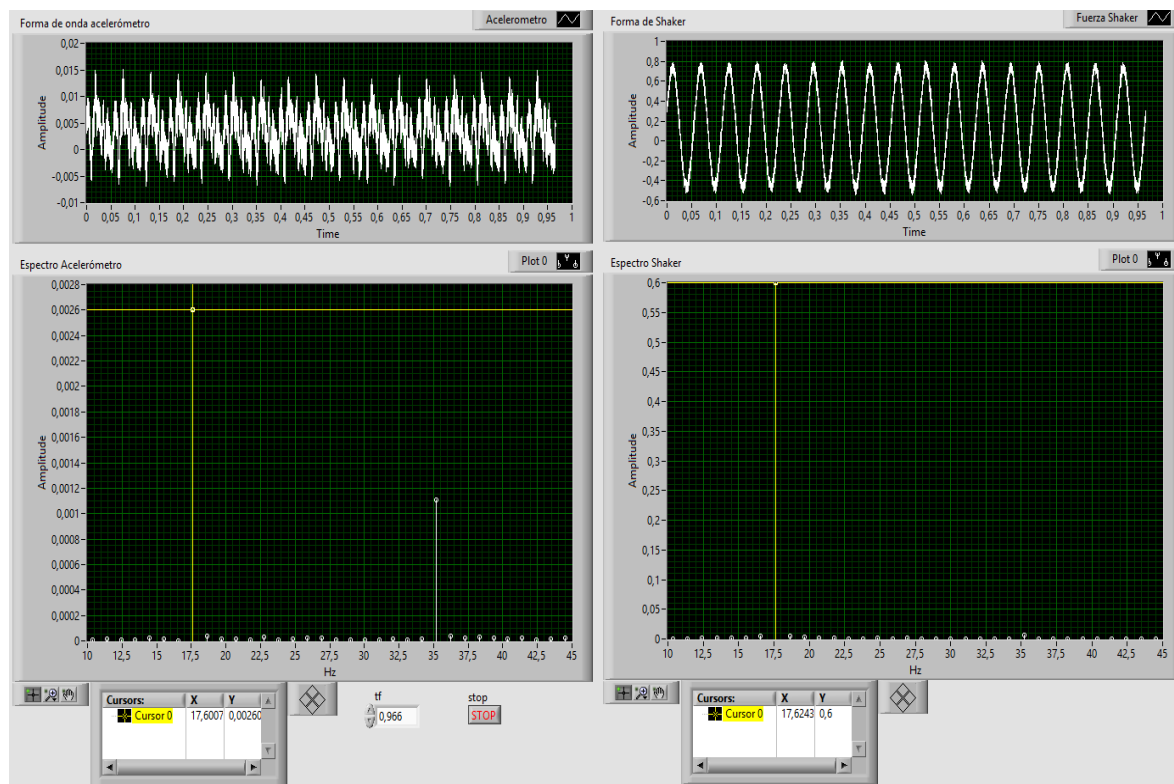 Forma de onda acelerómetro
Acelerometro
Amplitude
0,02
0,015
0,01
0,005
0
-0,005
-0,01
0 0,05 0,1 0,15 0,2 0,25 0,3 0,35 0,4 0,45 0,5 0,55 0,6 0,65 0,7 0,75 0,8 0,85 0,9 0,95 1
Time
Forma de Shaker
Fuerza Shaker
Amplitude
1
0,8
0,6
0,4
0,2
0
-0,2
-0,4
-0,6
0 0,05 0,1 0,15 0,2 0,25 0,3 0,35 0,4 0,45 0,5 0,55 0,6 0,65 0,7 0,75 0,8 0,85 0,9 0,95 1
Time
Espectro Acelerómetro
Plot 0
Amplitude
0,0028
0,0026
0,0024
0,0022
0,002
0,0018
0,0016
0,0014
0,0012
0,001
0,0008
0,0006
0,0004
0,0002
0
10 12,5 15 17,5 20 22,5 25 27,5 30 32,5 35 37,5 40 42,5 45
Hz
Espectro Shaker
Plot 0
Amplitude
0,6
0,55
0,5
0,45
0,4
0,35
0,3
0,25
0,2
0,15
0,1
0,05
0
10 12,5 15 17,5 20 22,5 25 27,5 30 32,5 35 37,5 40 42,5 45
Hz
Cursors: X Y
Cursor 0 17,6007 0,00260
tf
0,966
stop
STOP
Cursors: X Y
Cursor 0 17,6243 0,6